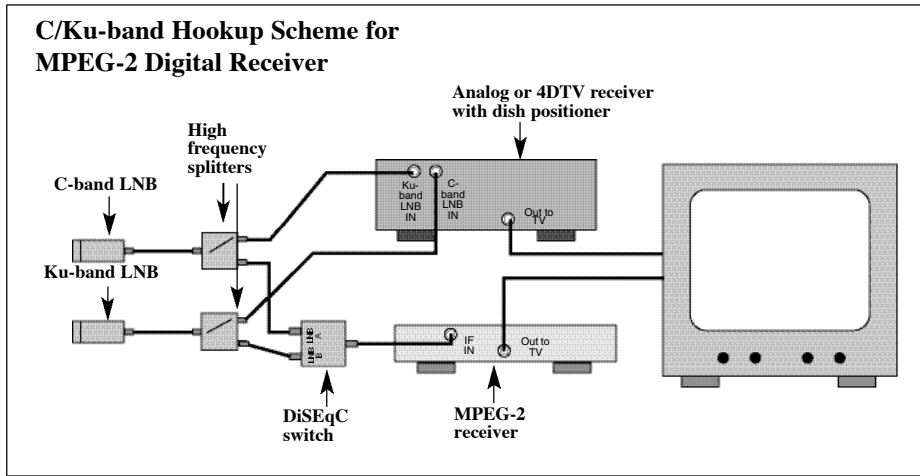 C/Ku-band Hookup Scheme for
MPEG-2 Digital Receiver
Analog or 4DTV receiver
with dish positioner
High
frequency
splitters
C-band LNB
Ku-
band
LNB
IN
C-
band
LNB
IN
Out to
TV
Ku-band LNB
LNB
A
LNB
B
IF
IN
Out to
TV
DiSEqC
switch
MPEG-2
receiver